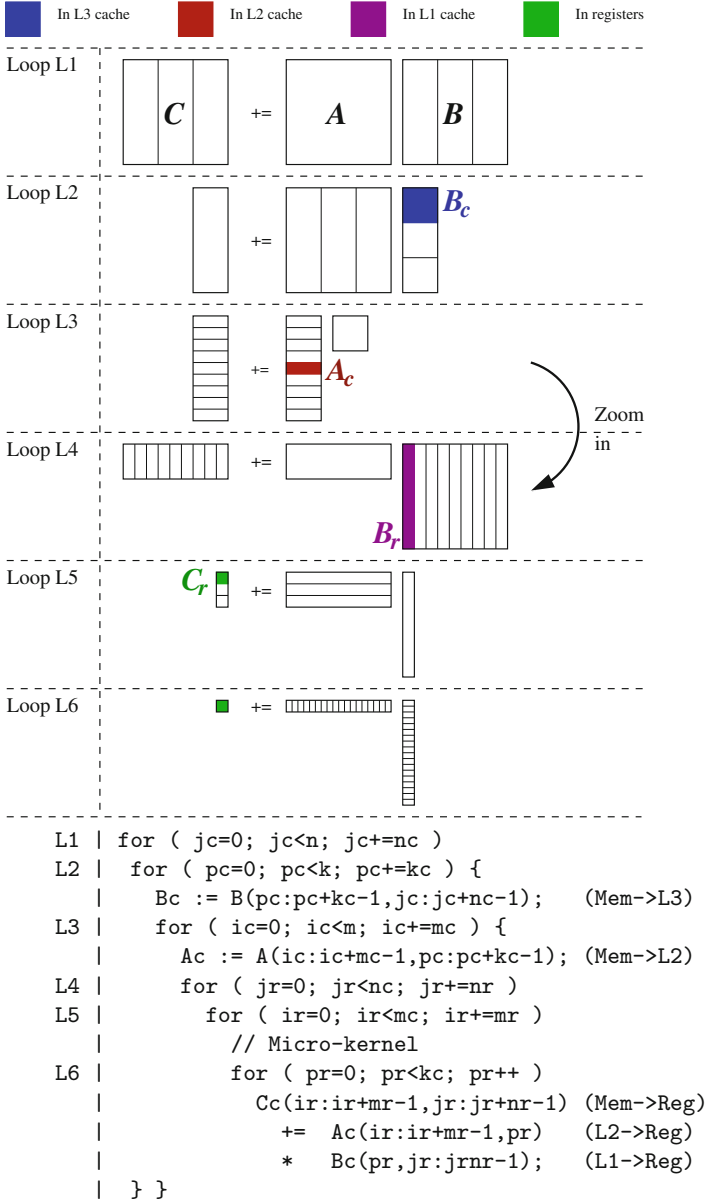 In L3 cache In L2 cache In L1 cache In registers
Loop L1
C += A B
Loop L2
+= Bc
Loop L3
+= Ac
Zoom
in
Loop L4
+=
Br
Loop L5
Cr +=
Loop L6
+=
L1 | for ( jc=0; jc<n; jc+=nc )
L2 | for ( pc=0; pc<k; pc+=kc ) {
| Bc := B(pc:pc+kc-1,jc:jc+nc-1); (Mem->L3)
L3 | for ( ic=0; ic<m; ic+=mc ) {
| Ac := A(ic:ic+mc-1,pc:pc+kc-1); (Mem->L2)
L4 | for ( jr=0; jr<nc; jr+=nr )
L5 | for ( ir=0; ir<mc; ir+=mr )
| // Micro-kernel
L6 | for ( pr=0; pr<kc; pr++ )
| Cc(ir:ir+mr-1,jr:jr+nr-1) (Mem->Reg)
| += Ac(ir:ir+mr-1,pr) (L2->Reg)
| * Bc(pr,jr:jrnr-1); (L1->Reg)
| } }